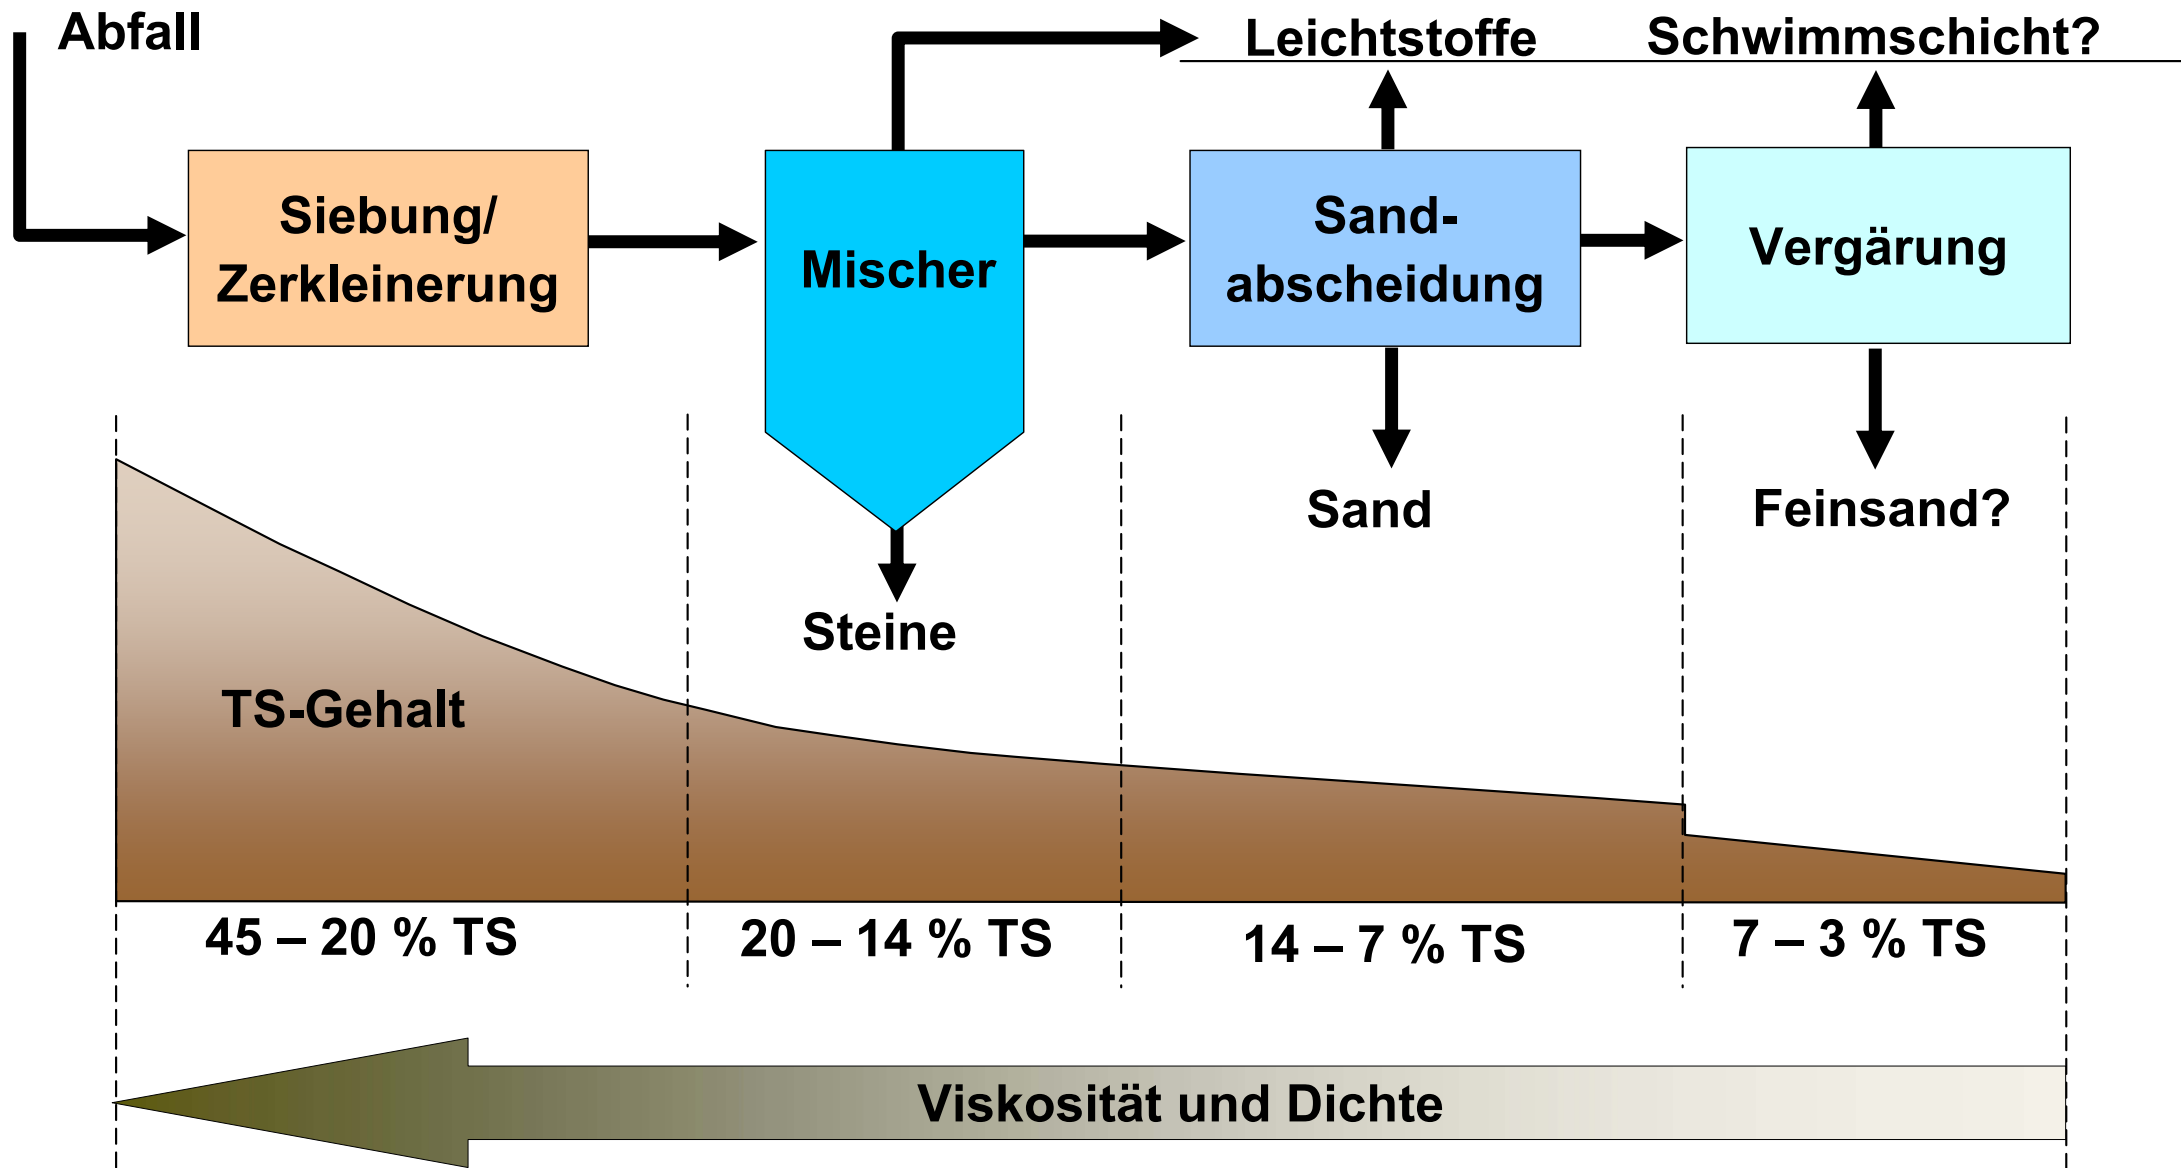 Abfall
Leichtstoffe
Schwimmschicht?
Siebung/
Zerkleinerung
Mischer
Sand-
abscheidung
Vergärung
Sand
Feinsand?
Steine
TS-Gehalt
45 – 20 % TS
20 – 14 % TS
14 – 7 % TS
7 – 3 % TS
Viskosität und Dichte